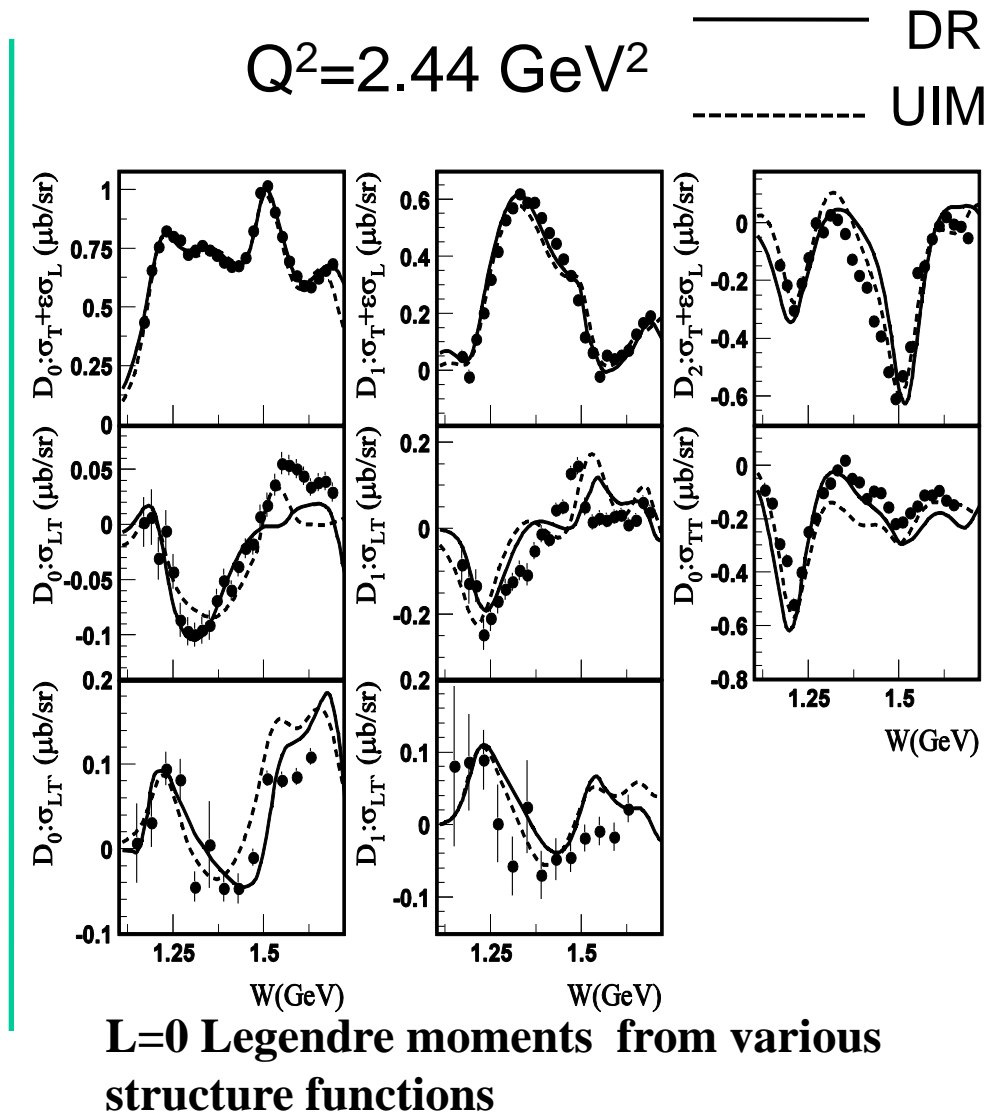 Q²=2.44 GeV²
DR
UIM
D₀:σ_T+εσ_L (μb/sr)
1
0.75
0.5
0.25
0
D₁:σ_T+εσ_L (μb/sr)
0.6
0.4
0.2
0
D₂:σ_T+εσ_L (μb/sr)
0
-0.2
-0.4
-0.6
D₀:σ_LT (μb/sr)
0.05
0
-0.05
-0.1
D₁:σ_LT (μb/sr)
0.2
0
-0.2
D₀:σ_TT (μb/sr)
0
-0.2
-0.4
-0.6
-0.8
1.25
1.5
W(GeV)
D₀:σ_LT' (μb/sr)
0.2
0.1
0
-0.1
1.25
1.5
W(GeV)
D₁:σ_LT' (μb/sr)
0.2
0.1
0
-0.1
1.25
1.5
W(GeV)
L=0 Legendre moments from various
structure functions